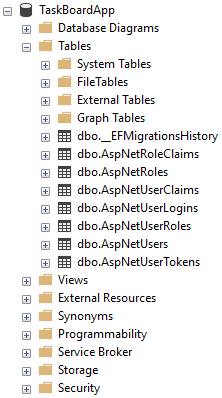 TaskBoardApp
Database Diagrams
Tables
System Tables
FileTables
External Tables
Graph Tables
dbo.__EFMigrationsHistory
dbo.AspNetRoleClaims
dbo.AspNetRoles
dbo.AspNetUserClaims
dbo.AspNetUserLogins
dbo.AspNetUserRoles
dbo.AspNetUsers
dbo.AspNetUserTokens
Views
External Resources
Synonyms
Programmability
Service Broker
Storage
Security